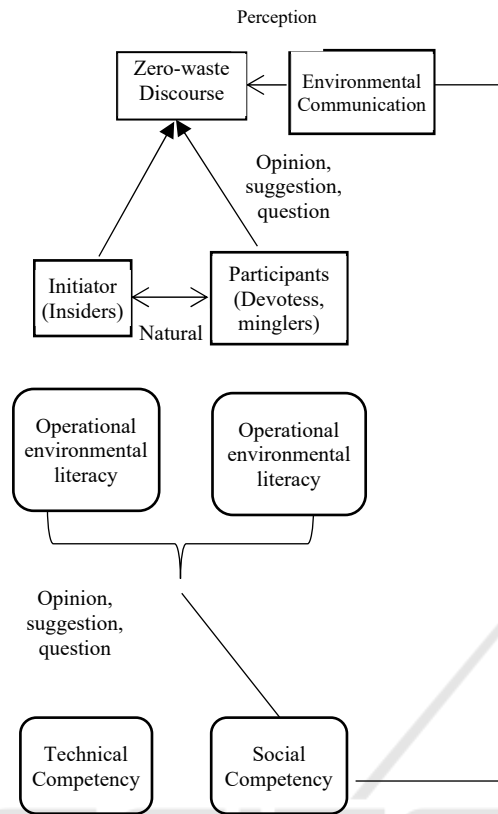 Perception
Zero-waste
Discourse
Environmental
Communication
Opinion,
suggestion,
question
Initiator
(Insiders)
Natural
Participants
(Devotess,
minglers)
Operational
environmental
literacy
Operational
environmental
literacy
Opinion,
suggestion,
question
Technical
Competency
Social
Competency